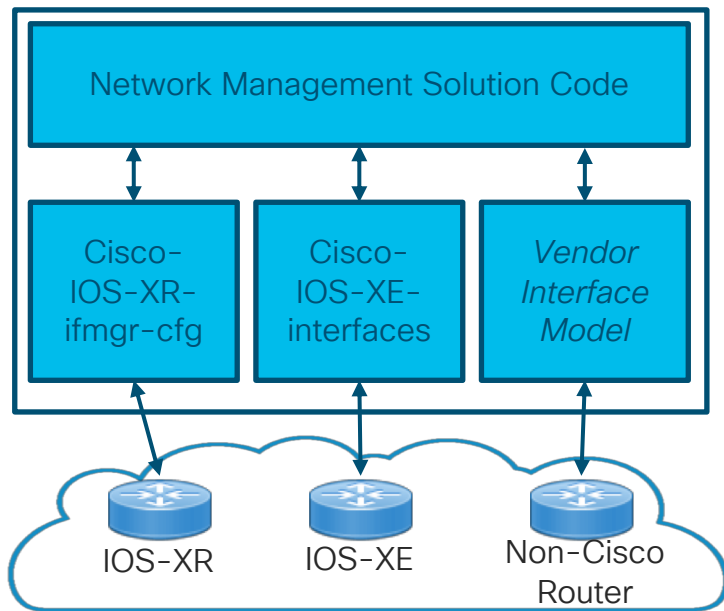 Network Management Solution Code
Cisco-
IOS-XR-
ifmgr-cfg
Cisco-
IOS-XE-
interfaces
Vendor
Interface
Model
IOS-XR
IOS-XE
Non-Cisco
Router